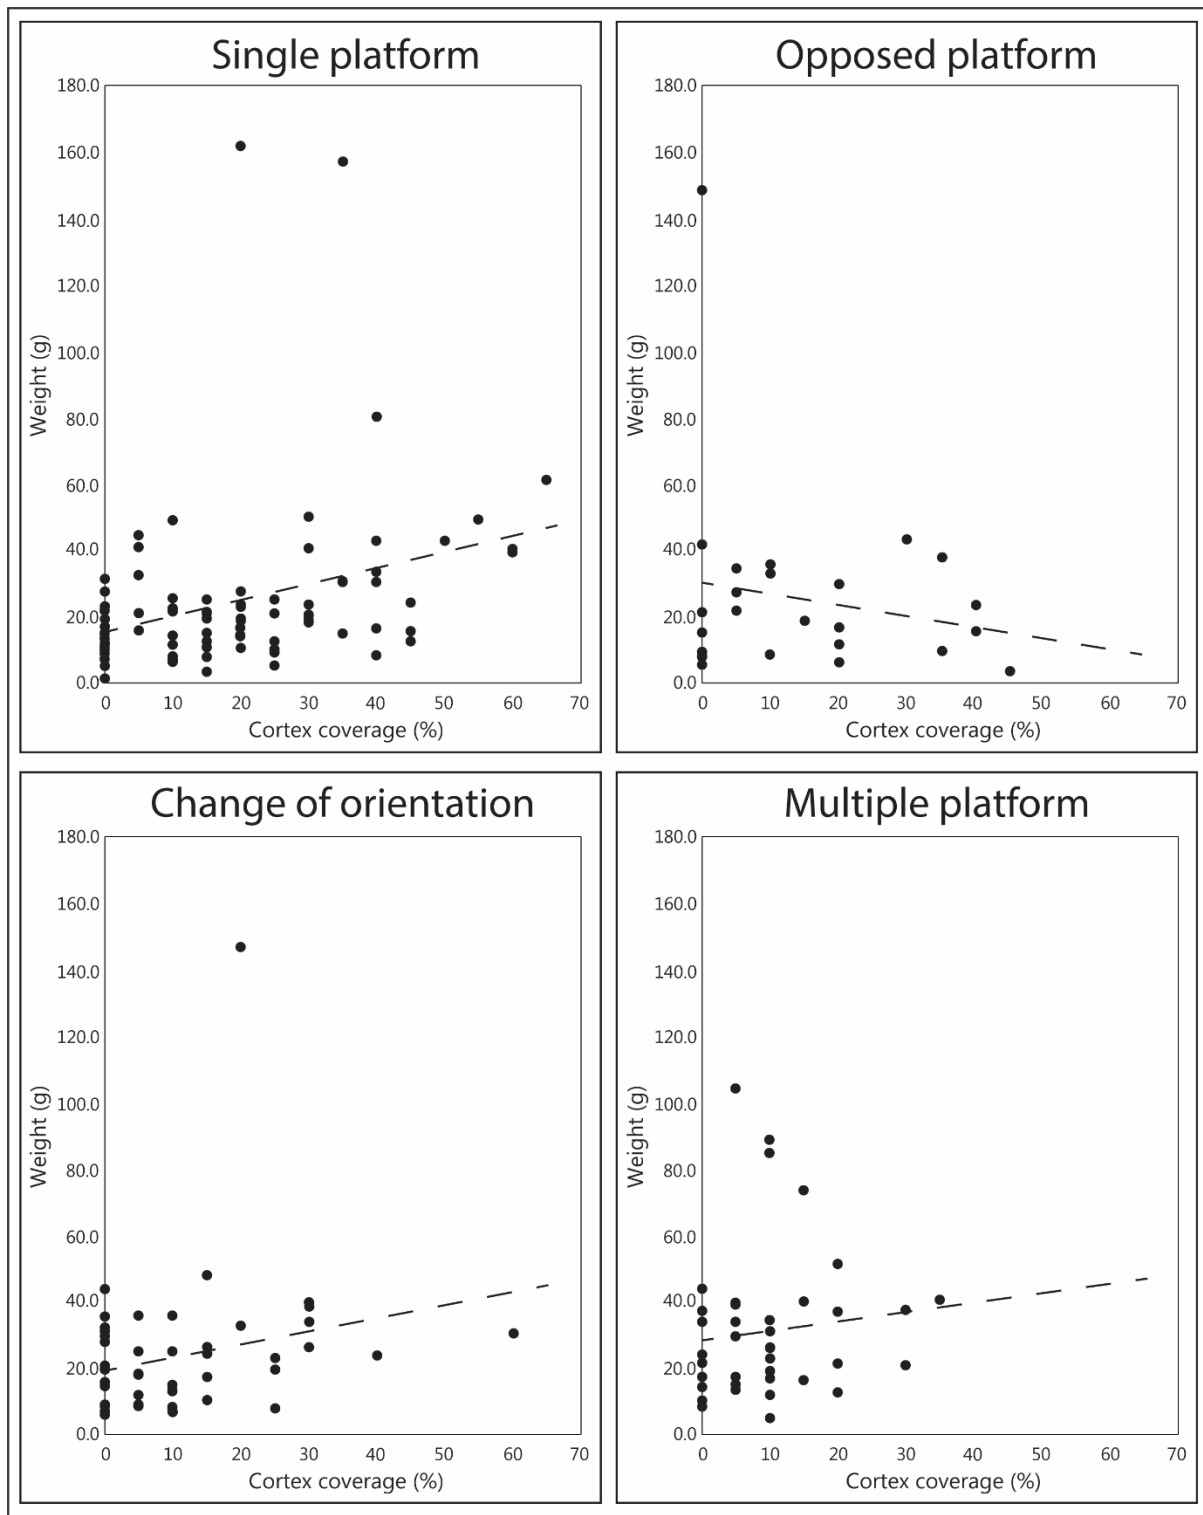 Single platform
180.0
160.0
140.0
120.0
100.0
80.0
60.0
40.0
20.0
0.0
Weight (g)
0 10 20 30 40 50 60 70
Cortex coverage (%)
Opposed platform
180.0
160.0
140.0
120.0
100.0
80.0
60.0
40.0
20.0
0.0
Weight (g)
0 10 20 30 40 50 60 70
Cortex coverage (%)
Change of orientation
180.0
160.0
140.0
120.0
100.0
80.0
60.0
40.0
20.0
0.0
Weight (g)
0 10 20 30 40 50 60 70
Cortex coverage (%)
Multiple platform
180.0
160.0
140.0
120.0
100.0
80.0
60.0
40.0
20.0
0.0
Weight (g)
0 10 20 30 40 50 60 70
Cortex coverage (%)